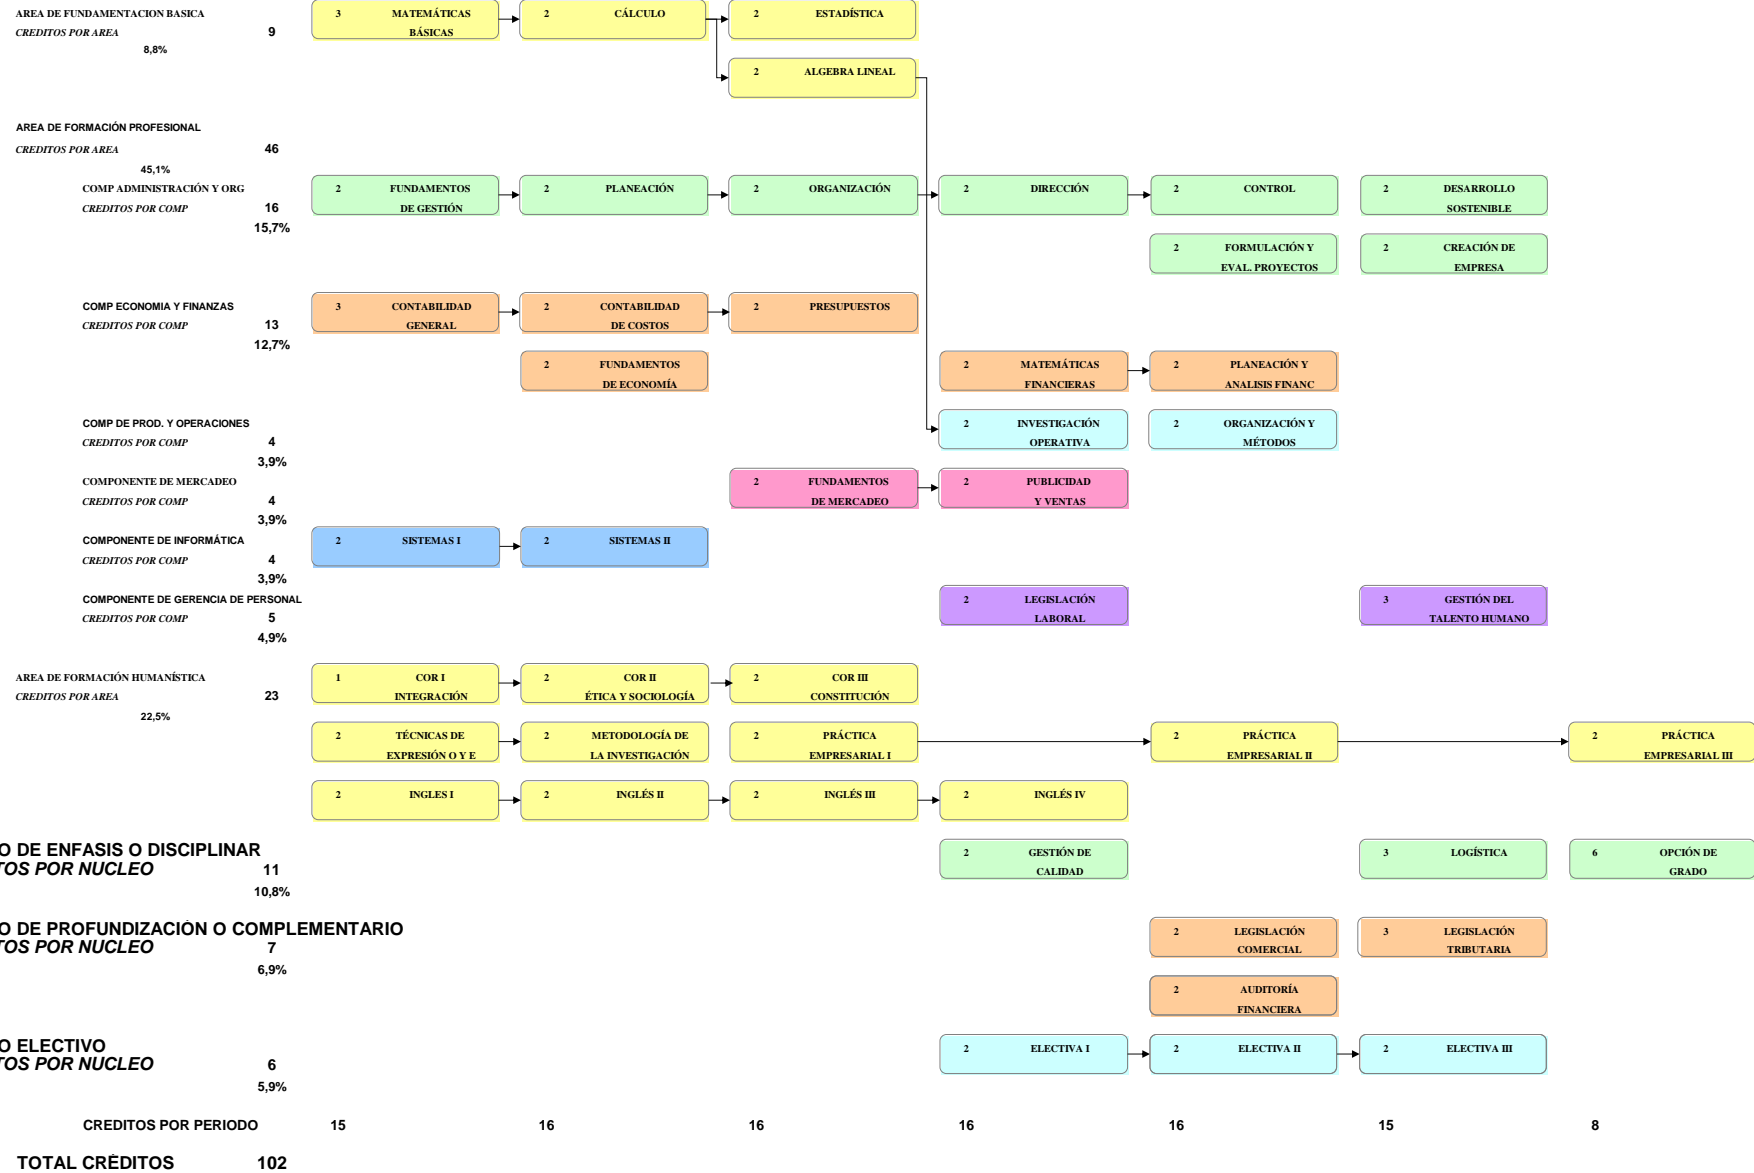 AREA DE FUNDAMENTACION BASICA
CREDITOS POR AREA 9
8,8%
3 MATEMÁTICAS BÁSICAS
2 CÁLCULO
2 ESTADÍSTICA
2 ALGEBRA LINEAL
AREA DE FORMACIÓN PROFESIONAL
CREDITOS POR AREA 46
45,1%
COMP ADMINISTRACIÓN Y ORG
CREDITOS POR COMP 16
15,7%
2 FUNDAMENTOS DE GESTIÓN
2 PLANEACIÓN
2 ORGANIZACIÓN
2 DIRECCIÓN
2 CONTROL
2 DESARROLLO SOSTENIBLE
2 FORMULACIÓN Y EVAL. PROYECTOS
2 CREACIÓN DE EMPRESA
COMP ECONOMIA Y FINANZAS
CREDITOS POR COMP 13
12,7%
3 CONTABILIDAD GENERAL
2 CONTABILIDAD DE COSTOS
2 PRESUPUESTOS
2 FUNDAMENTOS DE ECONOMÍA
2 MATEMÁTICAS FINANCIERAS
2 PLANEACIÓN Y ANALISIS FINANC
COMP DE PROD. Y OPERACIONES
CREDITOS POR COMP 4
3,9%
2 INVESTIGACIÓN OPERATIVA
2 ORGANIZACIÓN Y MÉTODOS
COMPONENTE DE MERCADEO
CREDITOS POR COMP 4
3,9%
2 FUNDAMENTOS DE MERCADEO
2 PUBLICIDAD Y VENTAS
COMPONENTE DE INFORMÁTICA
CREDITOS POR COMP 4
3,9%
2 SISTEMAS I
2 SISTEMAS II
COMPONENTE DE GERENCIA DE PERSONAL
CREDITOS POR COMP 5
4,9%
2 LEGISLACIÓN LABORAL
3 GESTIÓN DEL TALENTO HUMANO
AREA DE FORMACIÓN HUMANÍSTICA
CREDITOS POR AREA 23
22,5%
1 COR I INTEGRACIÓN
2 COR II ÉTICA Y SOCIOLOGÍA
2 COR III CONSTITUCIÓN
2 TÉCNICAS DE EXPRESIÓN O Y E
2 METODOLOGÍA DE LA INVESTIGACIÓN
2 PRÁCTICA EMPRESARIAL I
2 PRÁCTICA EMPRESARIAL II
2 PRÁCTICA EMPRESARIAL III
2 INGLES I
2 INGLÉS II
2 INGLÉS III
2 INGLÉS IV
O DE ENFASIS O DISCIPLINAR
TOS POR NUCLEO 11
10,8%
2 GESTIÓN DE CALIDAD
3 LOGÍSTICA
6 OPCIÓN DE GRADO
O DE PROFUNDIZACIÓN O COMPLEMENTARIO
TOS POR NUCLEO 7
6,9%
2 LEGISLACIÓN COMERCIAL
3 LEGISLACIÓN TRIBUTARIA
2 AUDITORÍA FINANCIERA
O ELECTIVO
TOS POR NUCLEO 6
5,9%
2 ELECTIVA I
2 ELECTIVA II
2 ELECTIVA III
CREDITOS POR PERIODO 15 16 16 16 16 15 8
TOTAL CRÉDITOS 102